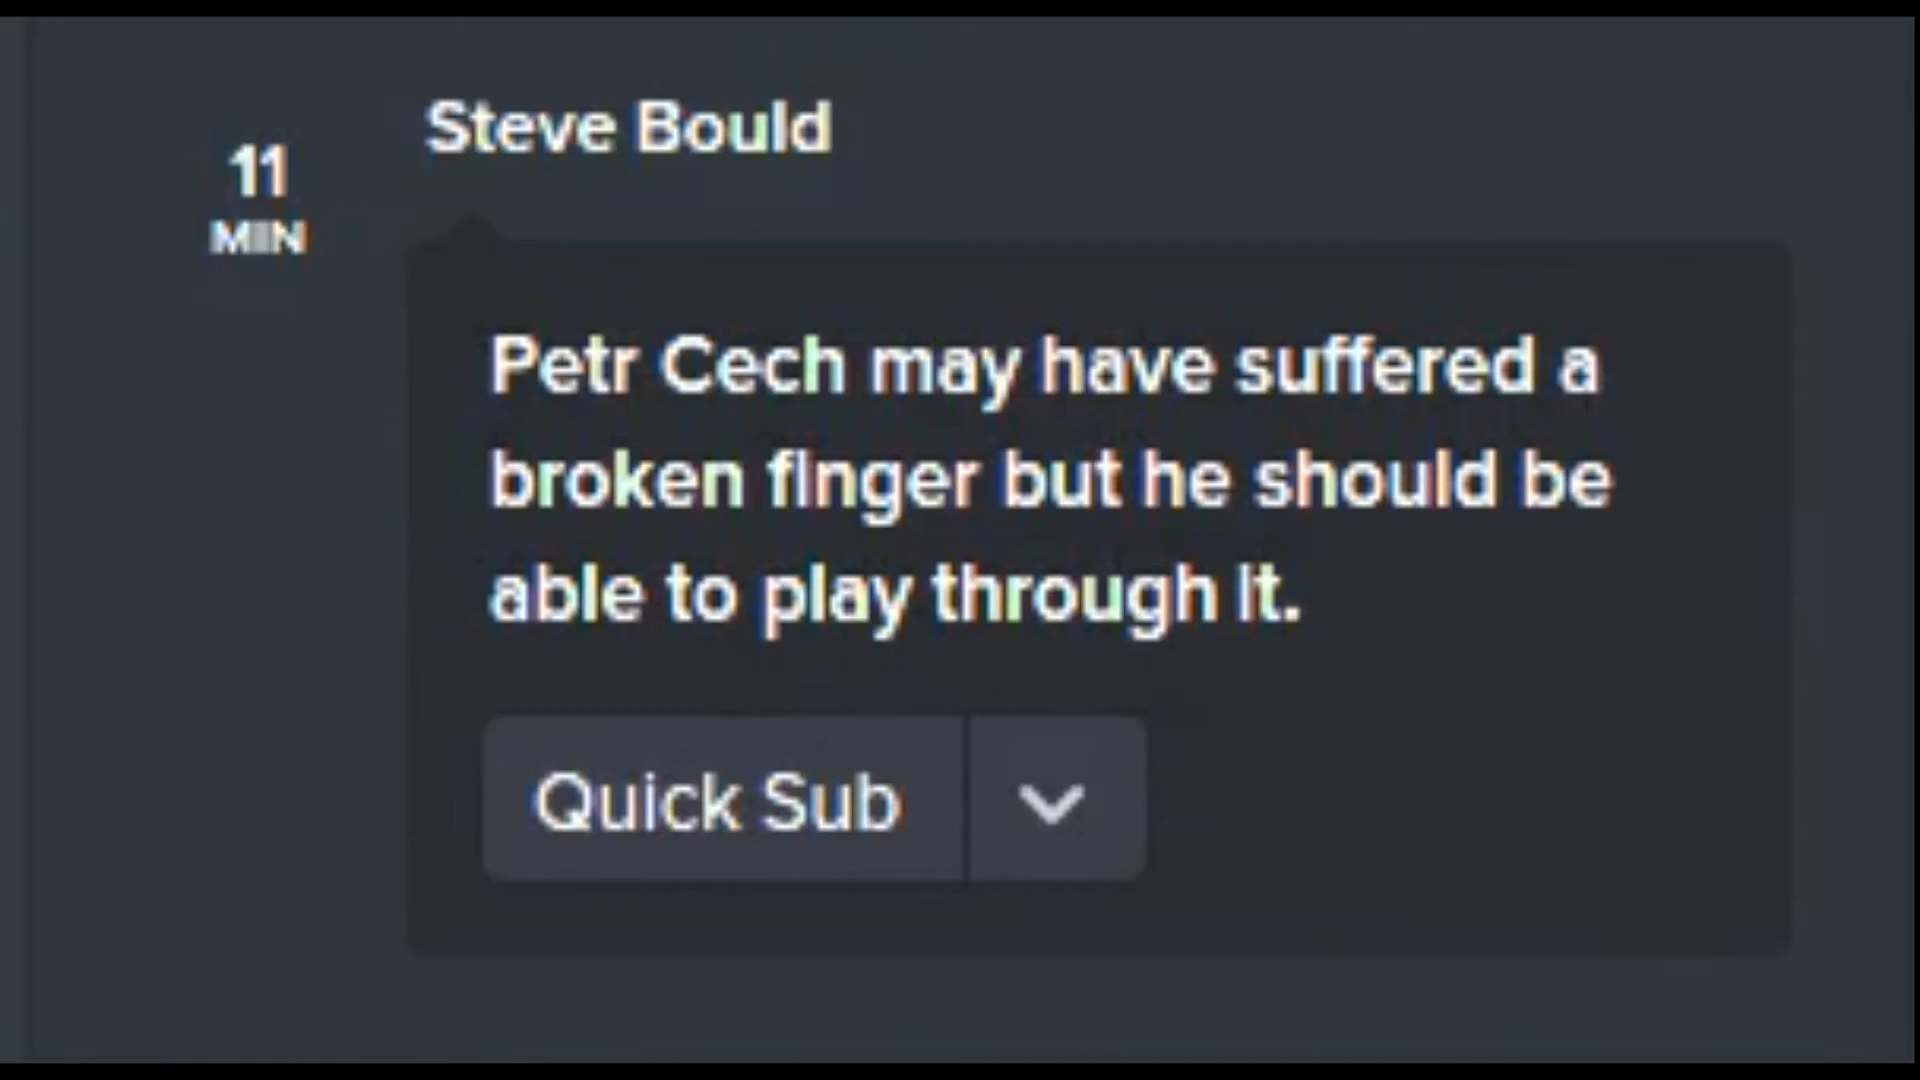 Steve Bould
11
MIN
Petr Cech may have suffered a
broken finger but he should be
able to play through it.
Quick Sub